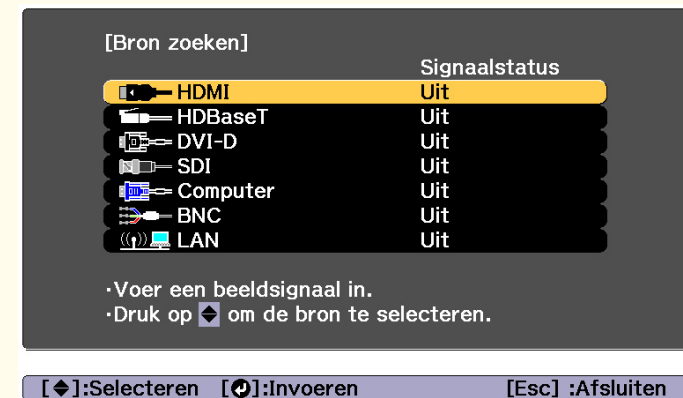 [Bron zoeken]
Signaalstatus
HDMI Uit
HDBaseT Uit
DVI-D Uit
SDI Uit
Computer Uit
BNC Uit
LAN Uit
·Voer een beeldsignaal in.
·Druk op om de bron te selecteren.
[]:Selecteren []:Invoeren [Esc] :Afsluiten